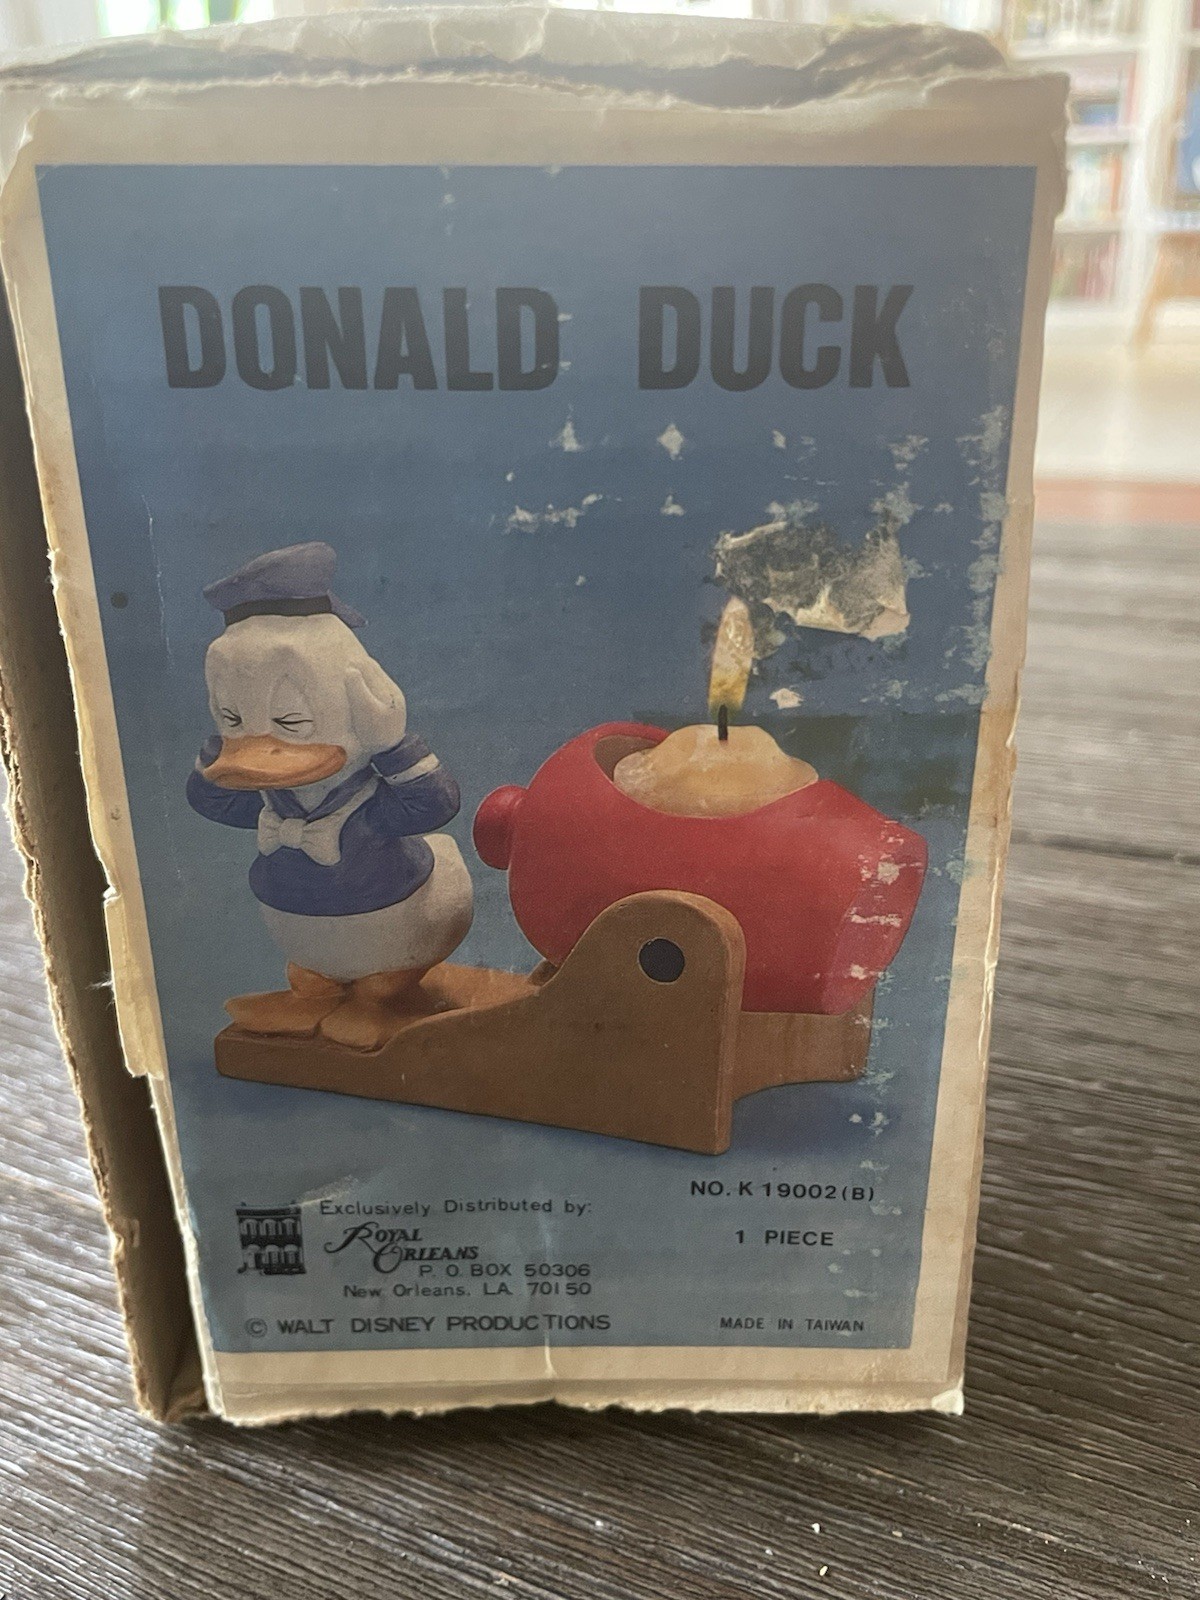 DONALD DUCK
NO. K 19002 (B)
1 PIECE
Exclusively Distributed by:
ROYAL
ORLEANS
P. O. BOX 50306
New Orleans, LA 70150
© WALT DISNEY PRODUCTIONS
MADE IN TAIWAN